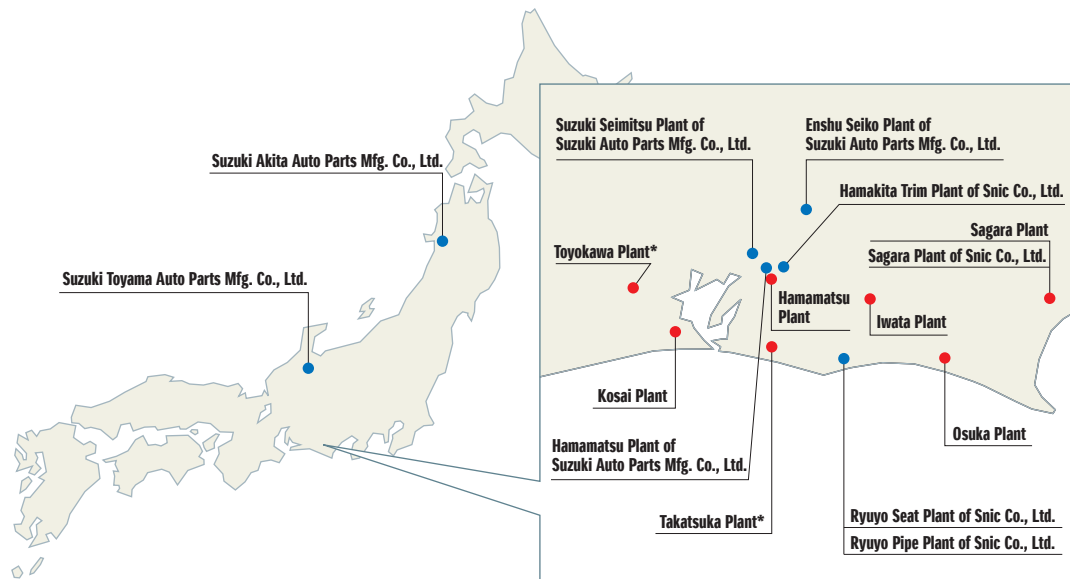 Suzuki Akita Auto Parts Mfg. Co., Ltd.
Suzuki Toyama Auto Parts Mfg. Co., Ltd.
Suzuki Seimitsu Plant of
Suzuki Auto Parts Mfg. Co., Ltd.
Enshu Seiko Plant of
Suzuki Auto Parts Mfg. Co., Ltd.
Hamakita Trim Plant of Snic Co., Ltd.
Sagara Plant
Sagara Plant of Snic Co., Ltd.
Toyokawa Plant*
Hamamatsu
Plant
Iwata Plant
Kosai Plant
Osuka Plant
Hamamatsu Plant of
Suzuki Auto Parts Mfg. Co., Ltd.
Takatsuka Plant*
Ryuyo Seat Plant of Snic Co., Ltd.
Ryuyo Pipe Plant of Snic Co., Ltd.